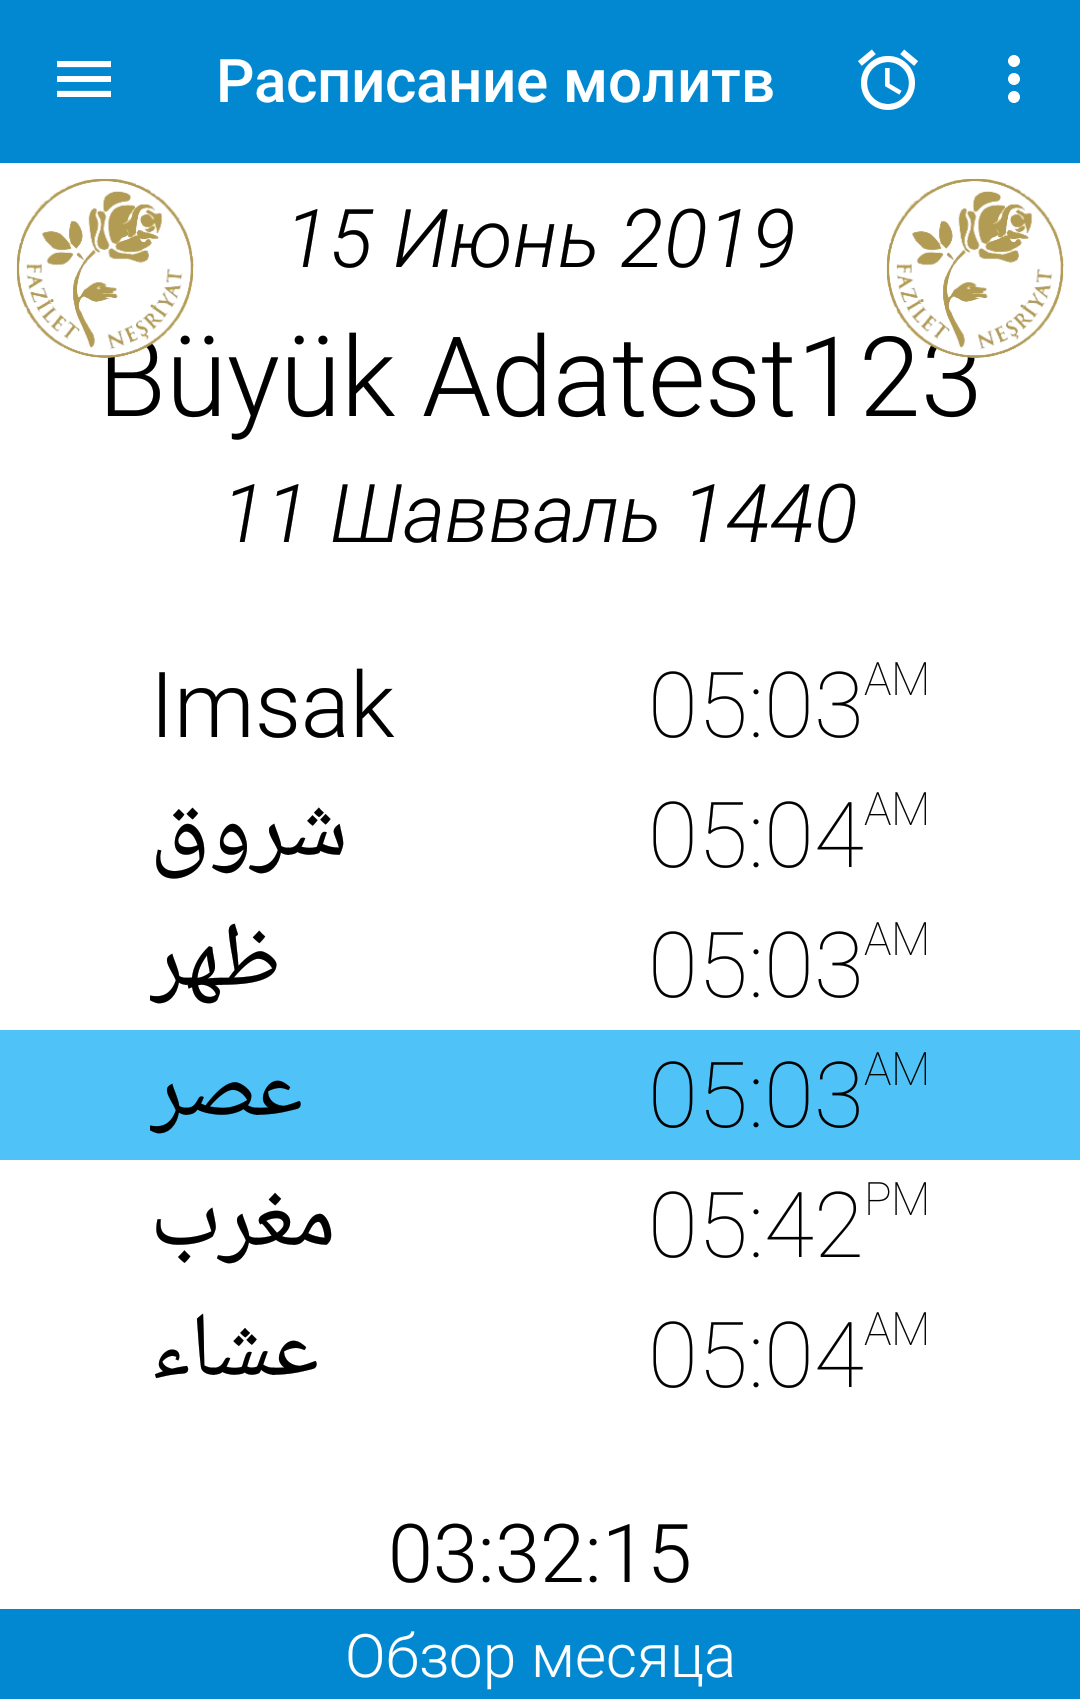 Расписание молитв
FAZİLET NEŞRİYAT
FAZİLET NEŞRİYAT
15 Июнь 2019
Büyük Adatest123
11 Шавваль 1440
Imsak 05:03 AM
شروق 05:04 AM
ظهر 05:03 AM
عصر 05:03 AM
مغرب 05:42 PM
عشاء 05:04 AM
03:32:15
Обзор месяца